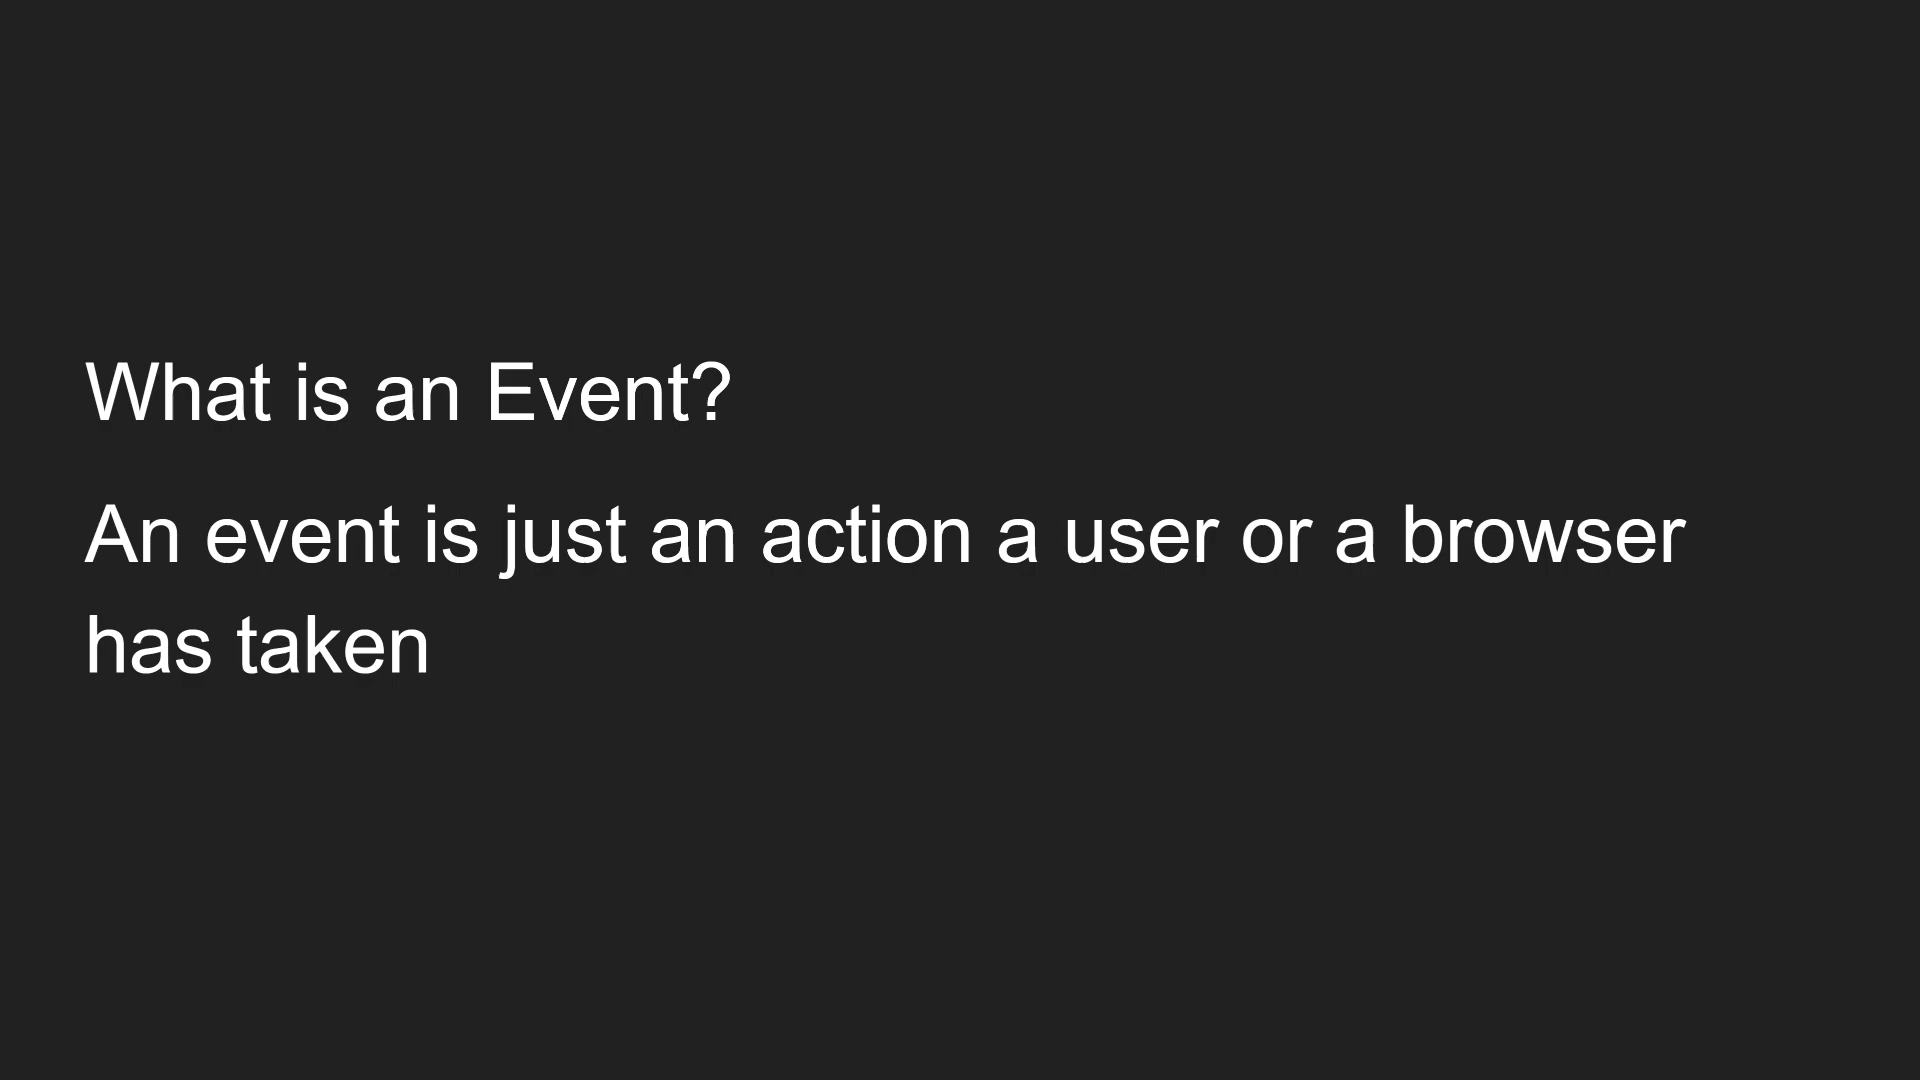 What is an Event?
An event is just an action a user or a browser
has taken